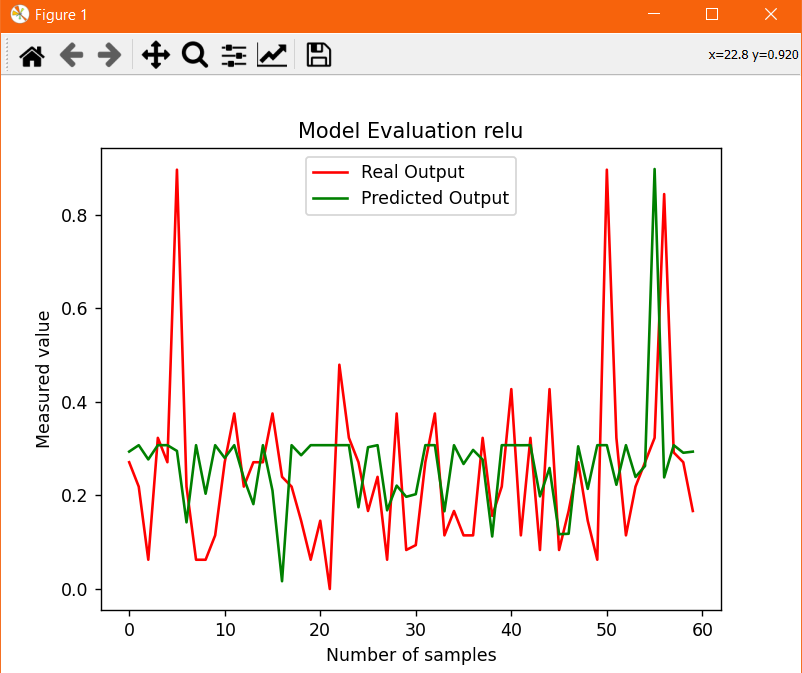 Figure 1
x=22.8 y=0.920
Model Evaluation relu
Real Output
Predicted Output
Measured value
0.8
0.6
0.4
0.2
0.0
0 10 20 30 40 50 60
Number of samples